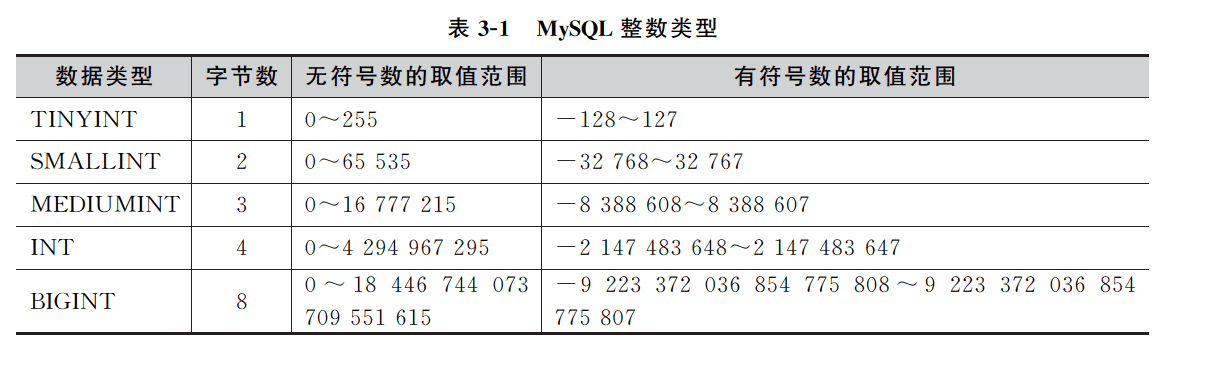 表 3-1 MySQL 整数类型
数据类型 字节数 无符号数的取值范围 有符号数的取值范围
TINYINT 1 0～255 －128～127
SMALLINT 2 0～65 535 －32 768～32 767
MEDIUMINT 3 0～16 777 215 －8 388 608～8 388 607
INT 4 0～4 294 967 295 －2 147 483 648～2 147 483 647
BIGINT 8 0～18 446 744 073 －9 223 372 036 854 775 808～9 223 372 036 854
709 551 615 775 807